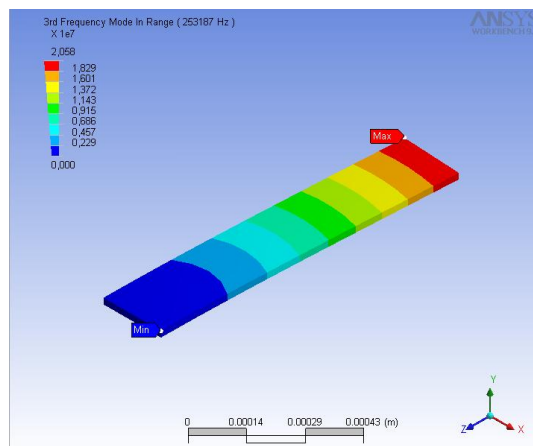 3rd Frequency Mode In Range ( 253187 Hz )
X 1e7
2,058
1,829
1,601
1,372
1,143
0,915
0,686
0,457
0,229
0,000
ANSYS
WORKBENCH
Max
Min
0
0.00014
0.00029
0.00043 (m)
Y
Z
X